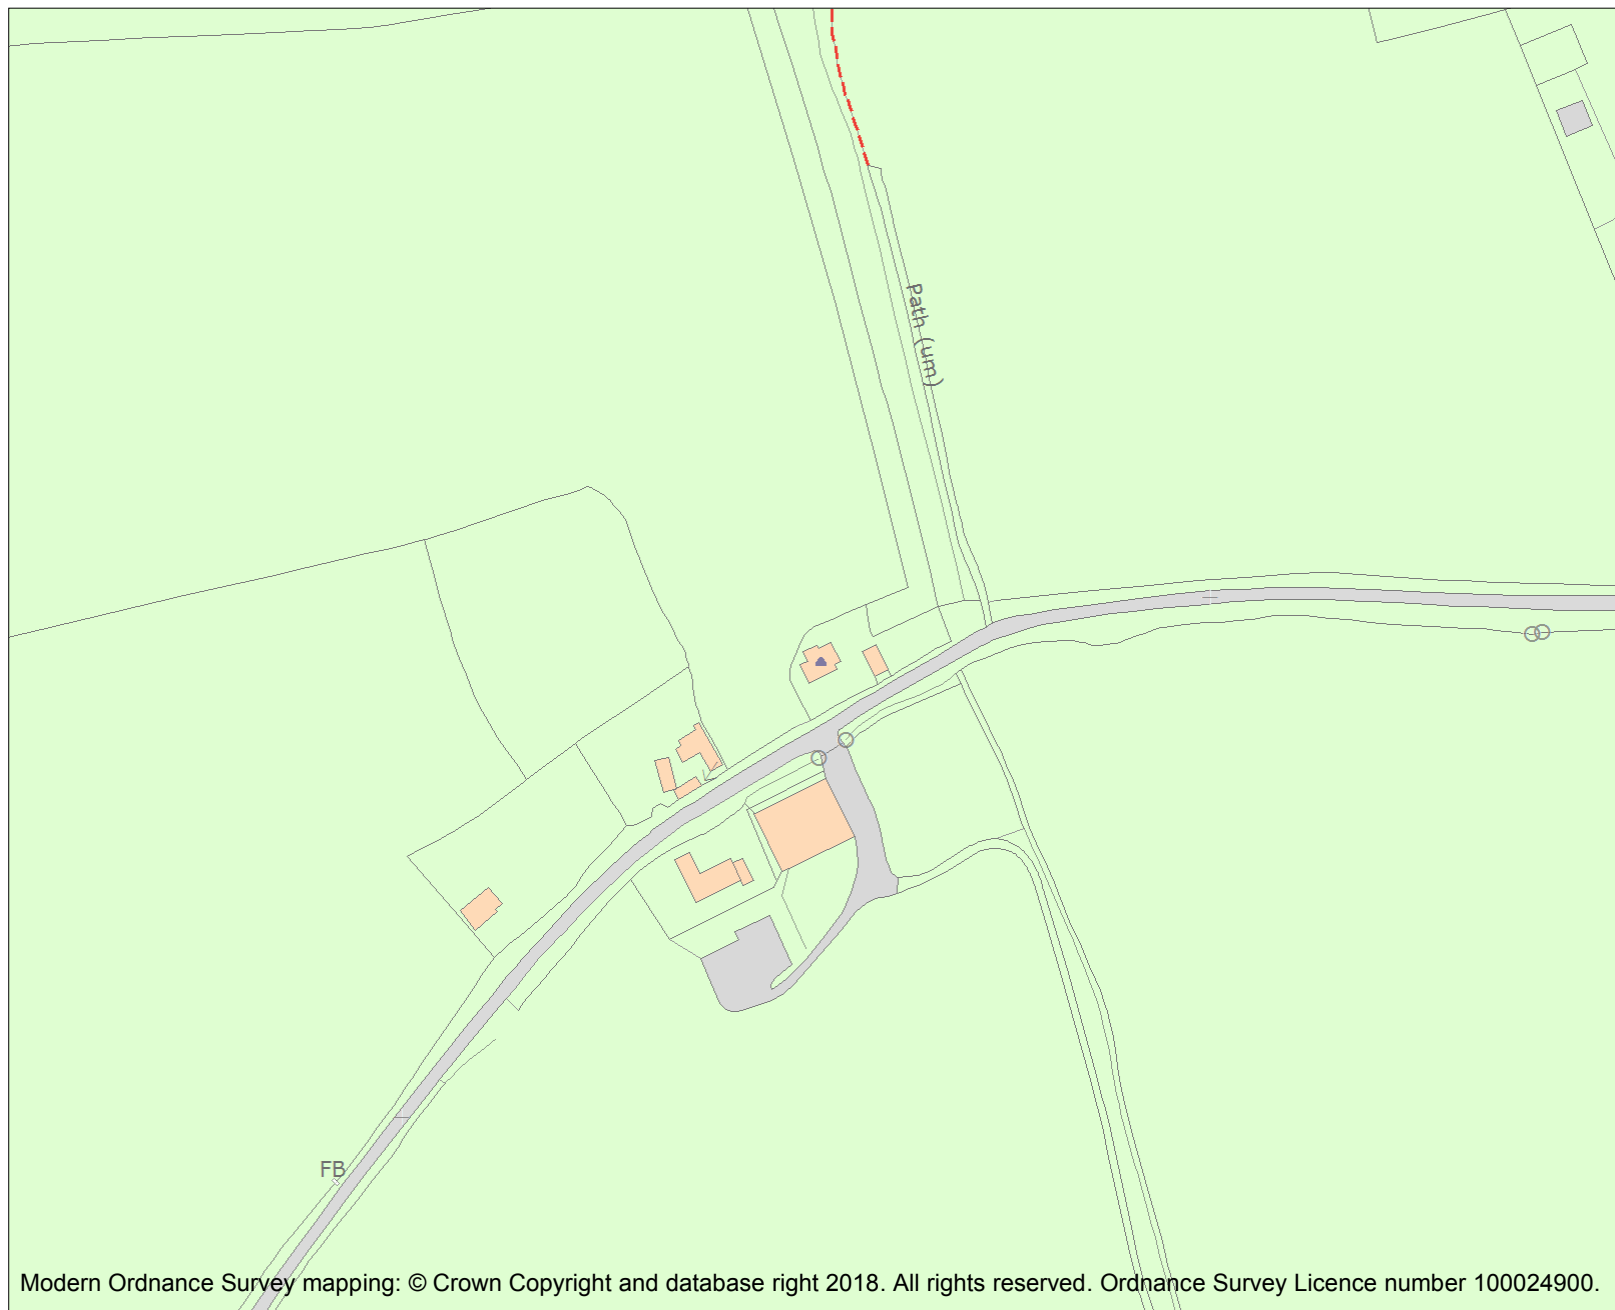 Path (um)
FB
Modern Ordnance Survey mapping: © Crown Copyright and database right 2018. All rights reserved. Ordnance Survey Licence number 100024900.